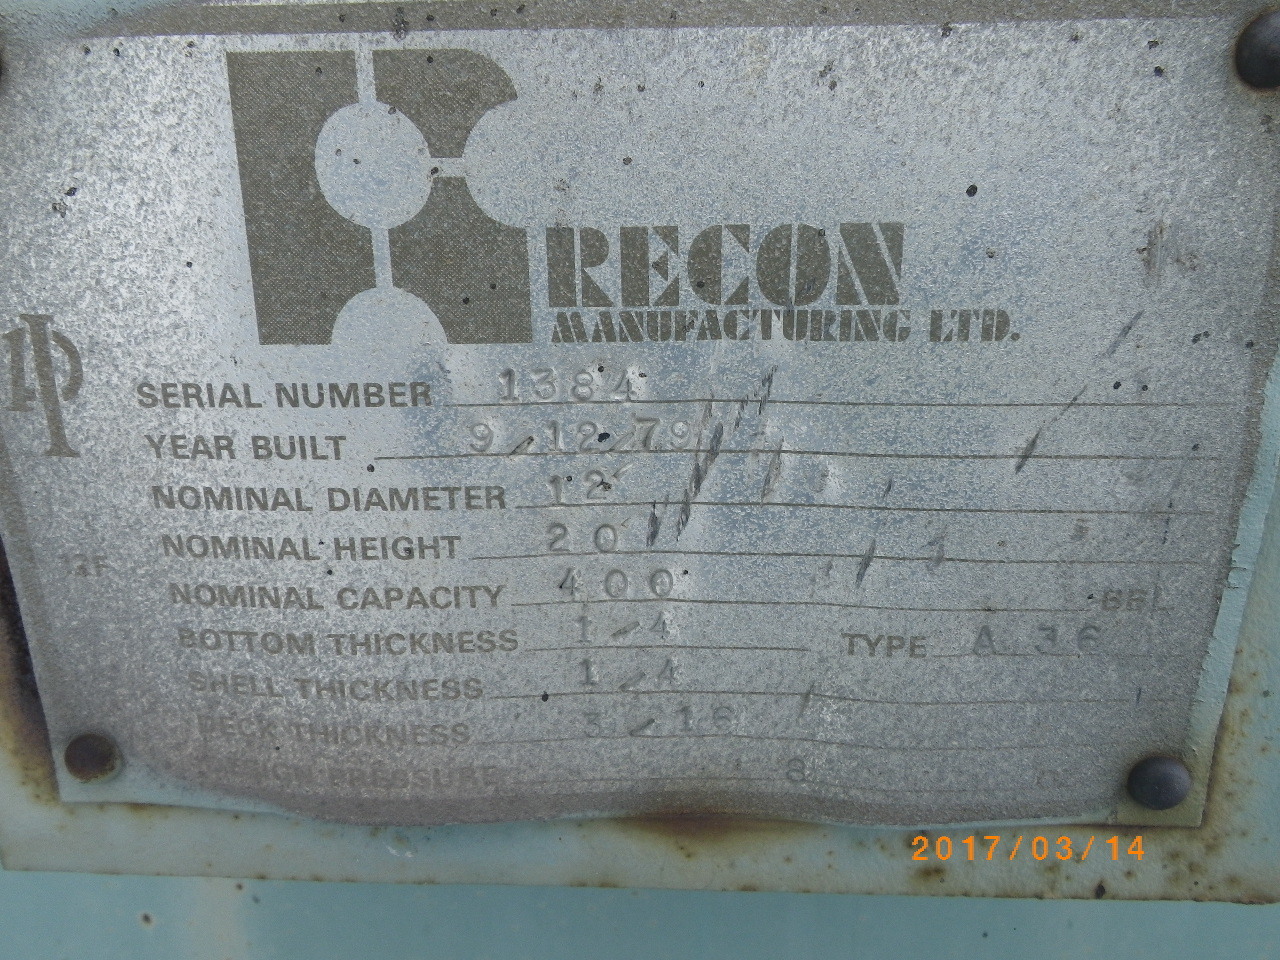 RECON
MANUFACTURING LTD.
SERIAL NUMBER 1384
YEAR BUILT 9/12/79
NOMINAL DIAMETER 12'
NOMINAL HEIGHT 20'
NOMINAL CAPACITY 400 BBL
BOTTOM THICKNESS 1/4 TYPE A 36
SHELL THICKNESS 1/4
DECK THICKNESS 3/16
PRESSURE 8
2017/03/14